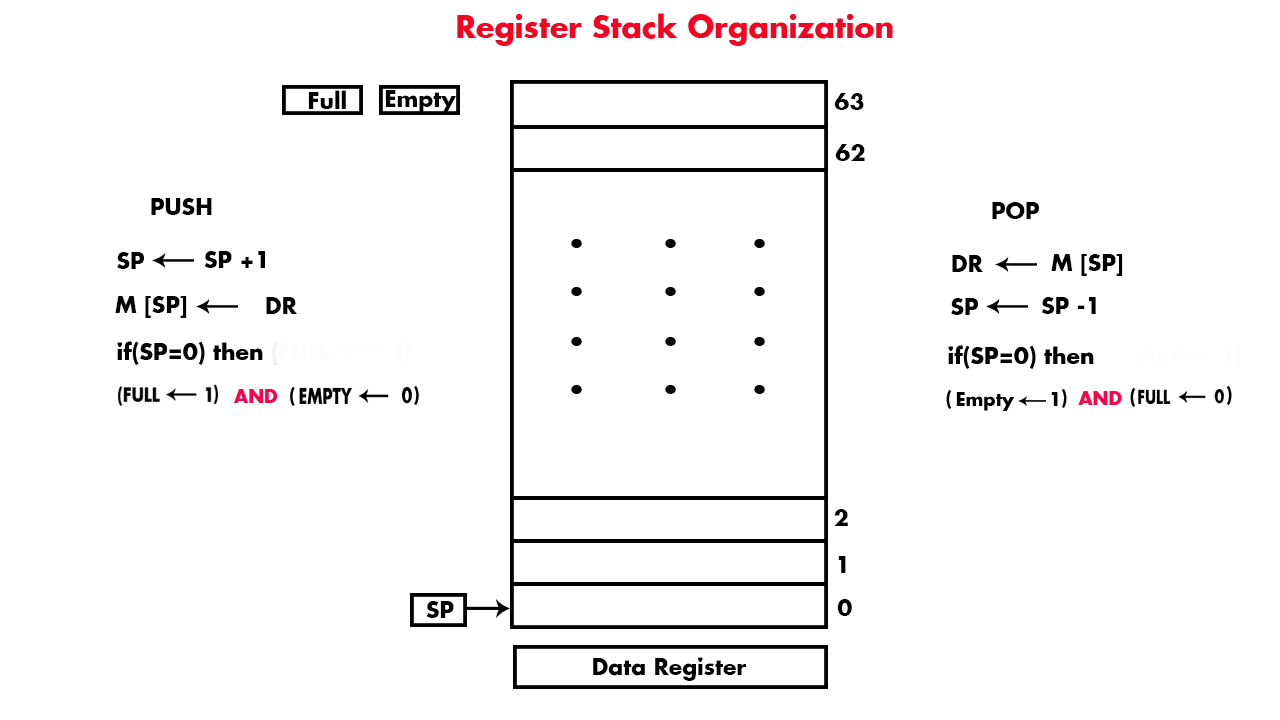 Register Stack Organization
Full Empty
63
62
PUSH
SP ← SP +1
M [SP] ← DR
if(SP=0) then (FULL ← 1)
(FULL ← 1) AND (EMPTY ← 0)
POP
DR ← M [SP]
SP ← SP -1
if(SP=0) then
(Empty ← 1) AND (FULL ← 0)
2
1
SP
0
Data Register